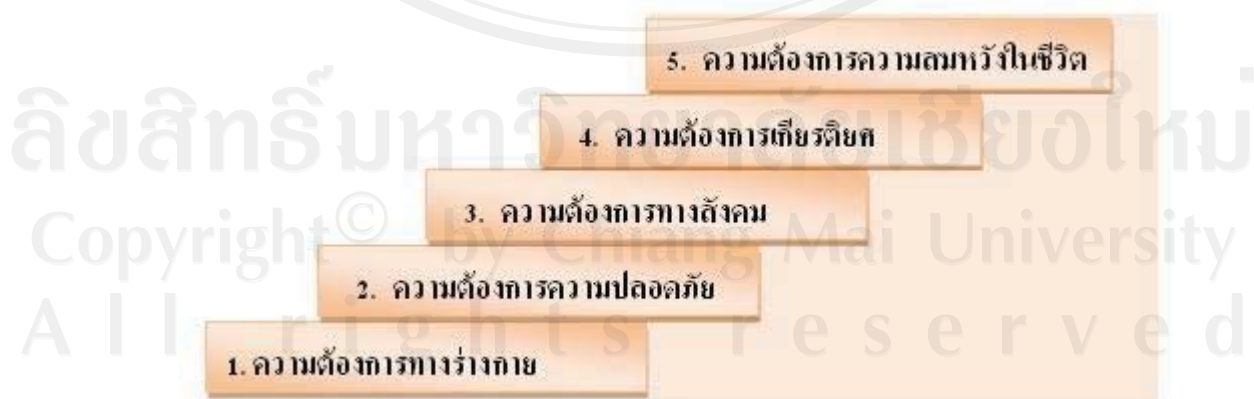 5. ความต้องการความสมหวังในชีวิต
4. ความต้องการเกียรติยศ
3. ความต้องการทางสังคม
2. ความต้องการความปลอดภัย
1. ความต้องการทางร่างกาย
ลิขสิทธิ์มหาวิทยาลัยเชียงใหม่
Copyright© by Chiang Mai University
All rights reserved